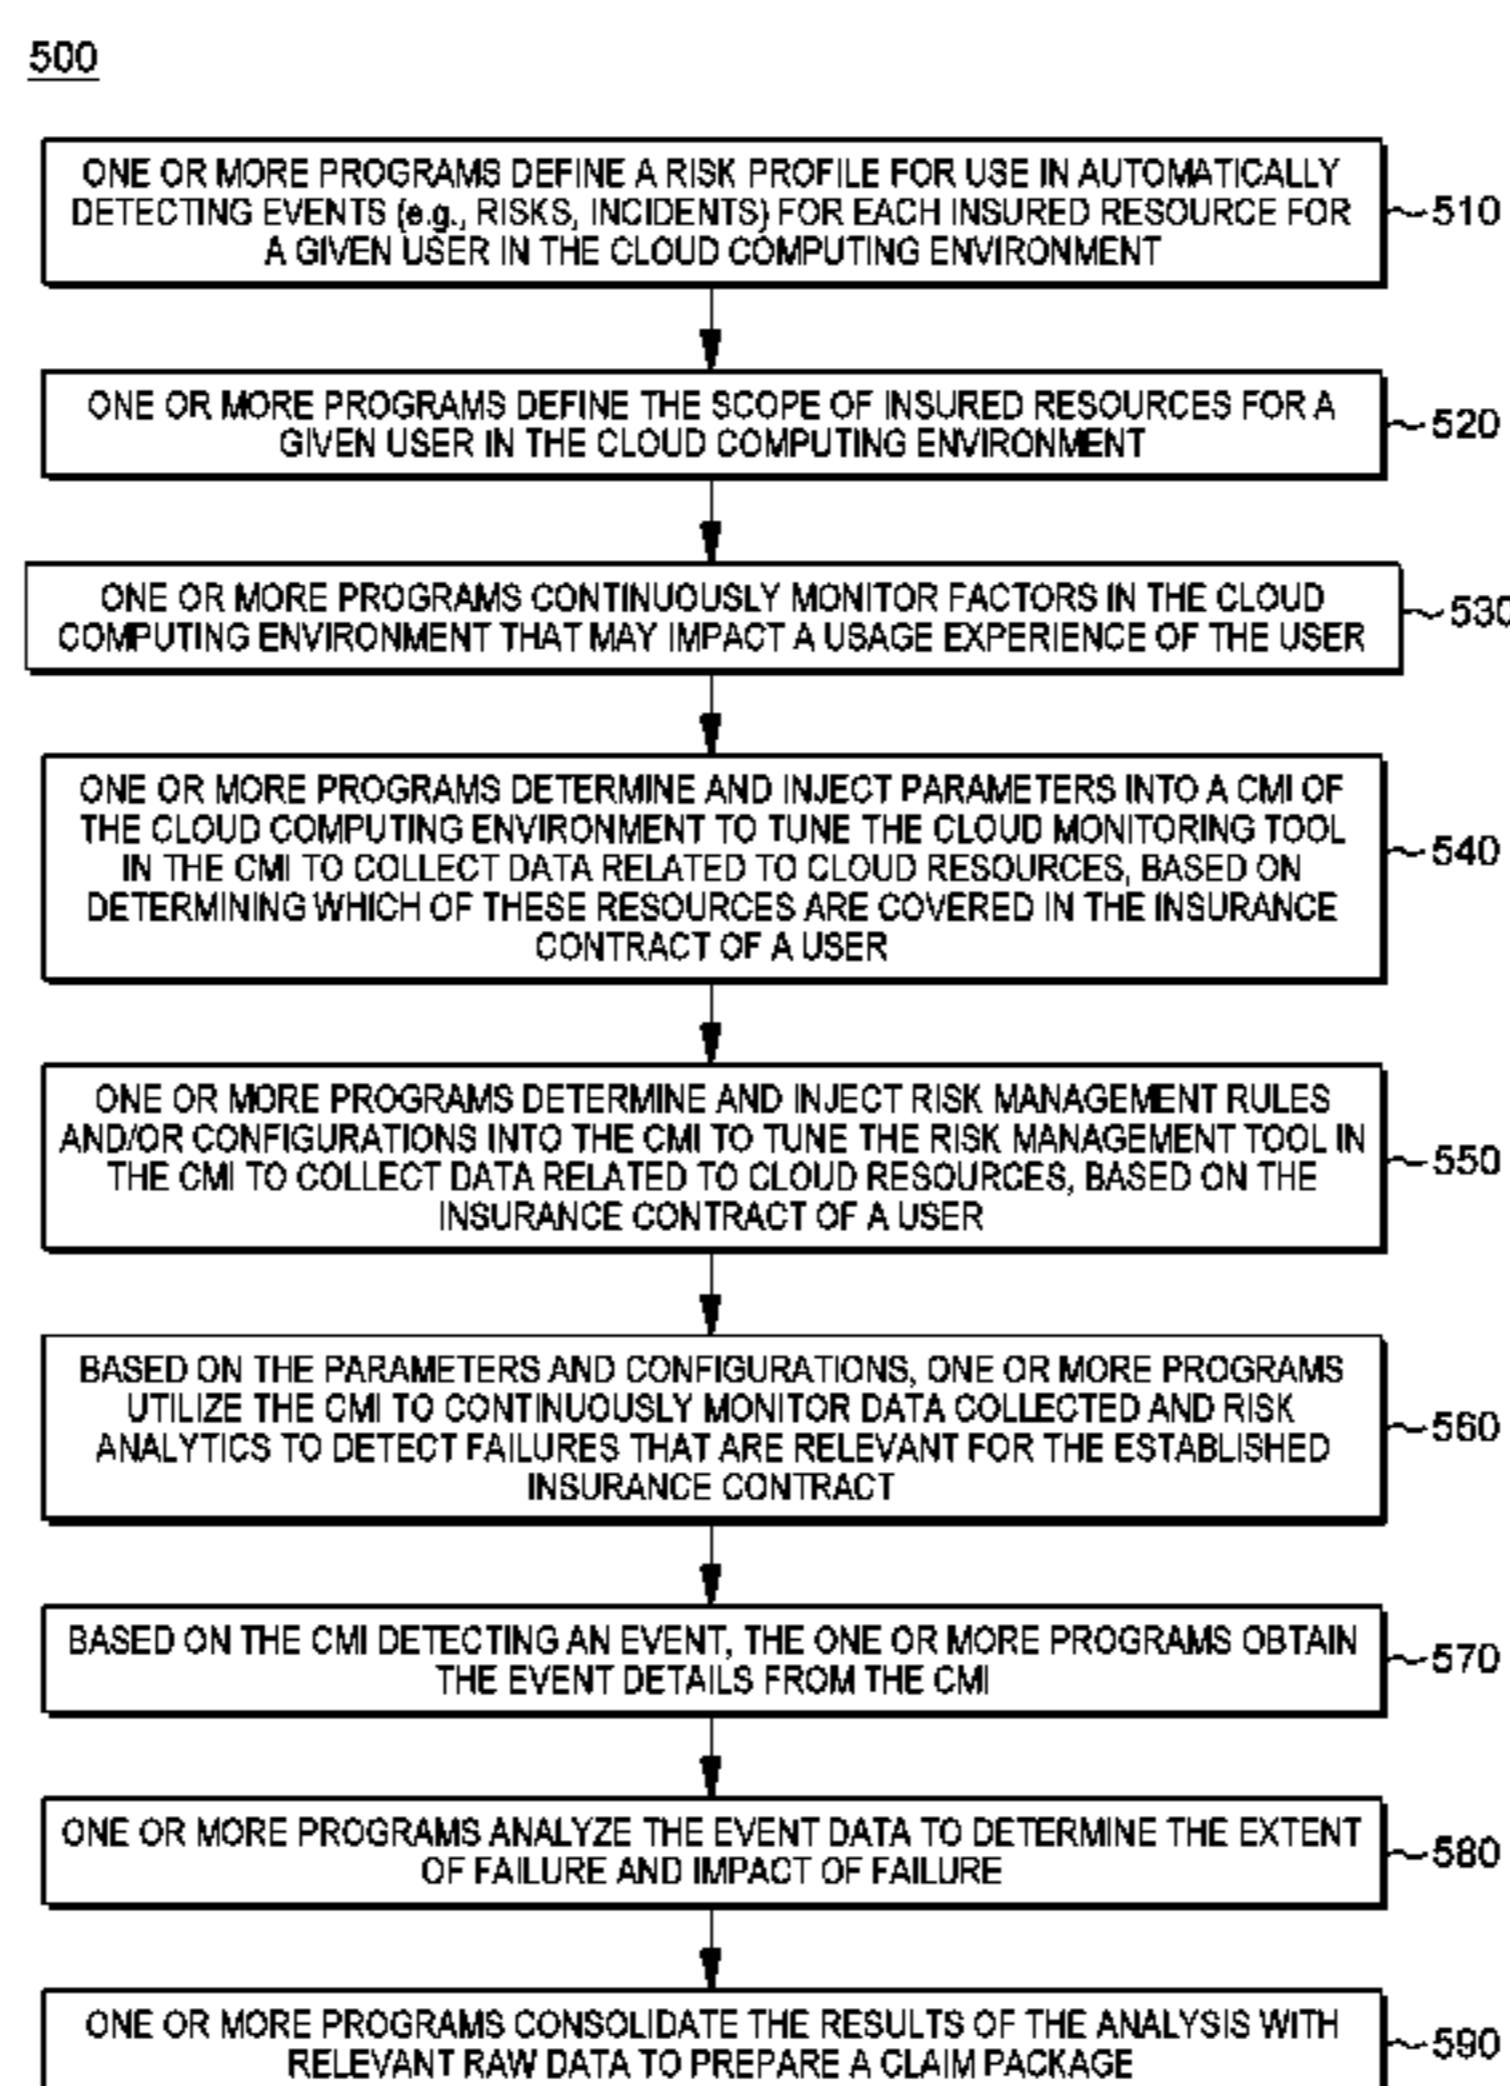 500
ONE OR MORE PROGRAMS DEFINE A RISK PROFILE FOR USE IN AUTOMATICALLY
DETECTING EVENTS (e.g., RISKS, INCIDENTS) FOR EACH INSURED RESOURCE FOR
A GIVEN USER IN THE CLOUD COMPUTING ENVIRONMENT
510
ONE OR MORE PROGRAMS DEFINE THE SCOPE OF INSURED RESOURCES FOR A
GIVEN USER IN THE CLOUD COMPUTING ENVIRONMENT
520
ONE OR MORE PROGRAMS CONTINUOUSLY MONITOR FACTORS IN THE CLOUD
COMPUTING ENVIRONMENT THAT MAY IMPACT A USAGE EXPERIENCE OF THE USER
530
ONE OR MORE PROGRAMS DETERMINE AND INJECT PARAMETERS INTO A CMI OF
THE CLOUD COMPUTING ENVIRONMENT TO TUNE THE CLOUD MONITORING TOOL
IN THE CMI TO COLLECT DATA RELATED TO CLOUD RESOURCES, BASED ON
DETERMINING WHICH OF THESE RESOURCES ARE COVERED IN THE INSURANCE
CONTRACT OF A USER
540
ONE OR MORE PROGRAMS DETERMINE AND INJECT RISK MANAGEMENT RULES
AND/OR CONFIGURATIONS INTO THE CMI TO TUNE THE RISK MANAGEMENT TOOL IN
THE CMI TO COLLECT DATA RELATED TO CLOUD RESOURCES, BASED ON THE
INSURANCE CONTRACT OF A USER
550
BASED ON THE PARAMETERS AND CONFIGURATIONS, ONE OR MORE PROGRAMS
UTILIZE THE CMI TO CONTINUOUSLY MONITOR DATA COLLECTED AND RISK
ANALYTICS TO DETECT FAILURES THAT ARE RELEVANT FOR THE ESTABLISHED
INSURANCE CONTRACT
560
BASED ON THE CMI DETECTING AN EVENT, THE ONE OR MORE PROGRAMS OBTAIN
THE EVENT DETAILS FROM THE CMI
570
ONE OR MORE PROGRAMS ANALYZE THE EVENT DATA TO DETERMINE THE EXTENT
OF FAILURE AND IMPACT OF FAILURE
580
ONE OR MORE PROGRAMS CONSOLIDATE THE RESULTS OF THE ANALYSIS WITH
RELEVANT RAW DATA TO PREPARE A CLAIM PACKAGE
590